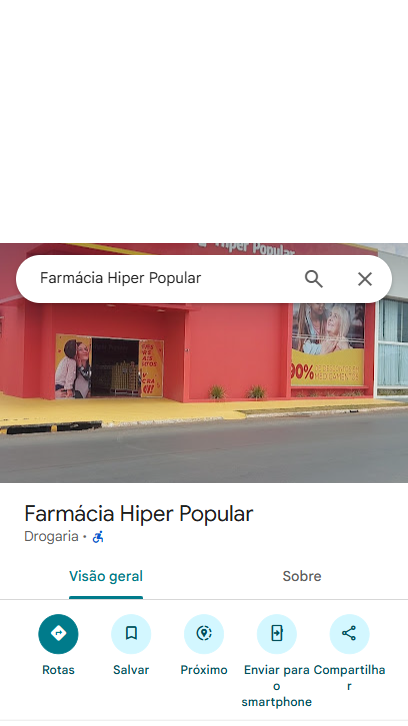 Hiper Popular
Farmácia Hiper Popular
90%
Farmácia Hiper Popular
Drogaria •
Visão geral
Sobre
Rotas
Salvar
Próximo
Enviar para
o
smartphone
Compartilha
r